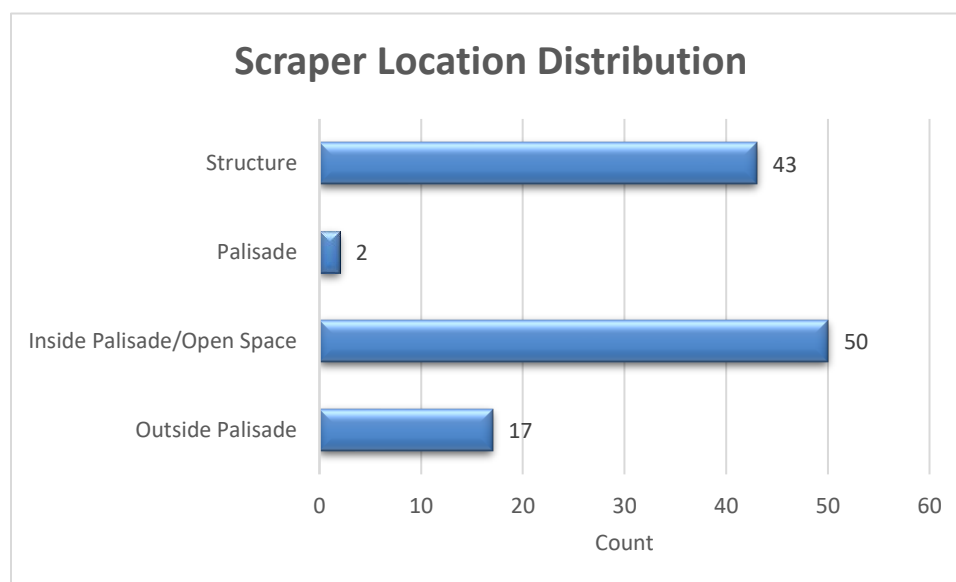 Scraper Location Distribution
Structure
43
Palisade
2
Inside Palisade/Open Space
50
Outside Palisade
17
0 10 20 30 40 50 60
Count